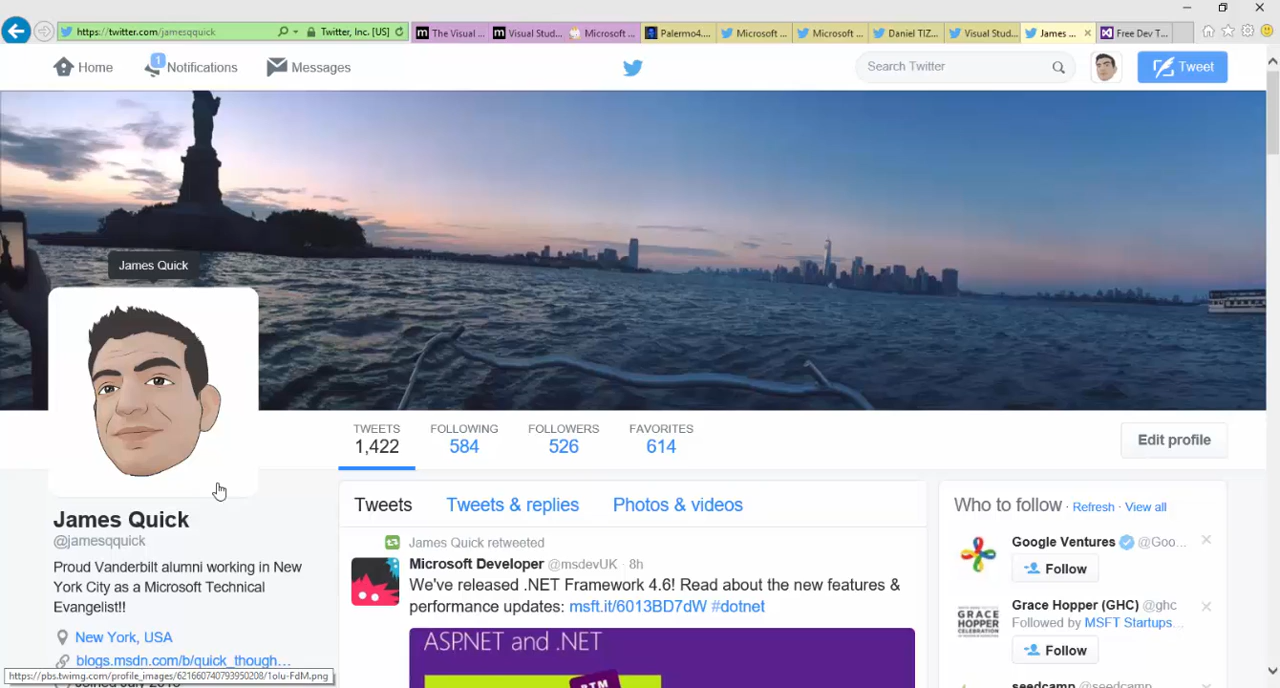 https://twitter.com/jamesqquick
Twitter, Inc. [US]
The Visual ...
Visual Stud...
Microsoft ...
Palermo4....
Microsoft ...
Microsoft ...
Daniel TIZ...
Visual Stud...
James ...
Free Dev T...
Home
1
Notifications
Messages
Search Twitter
Tweet
James Quick
TWEETS
1,422
FOLLOWING
584
FOLLOWERS
526
FAVORITES
614
Edit profile
James Quick
@jamesqquick
Proud Vanderbilt alumni working in New
York City as a Microsoft Technical
Evangelist!!
New York, USA
blogs.msdn.com/b/quick_though...
https://pbs.twimg.com/profile_images/621660740793950208/1olu-FdM.png
Tweets
Tweets & replies
Photos & videos
James Quick retweeted
Microsoft Developer @msdevUK · 8h
We've released .NET Framework 4.6! Read about the new features &
performance updates: msft.it/6013BD7dW #dotnet
ASP.NET and .NET
RTM
Who to follow · Refresh · View all
Google Ventures @Goo...
Follow
GRACE
HOPPER
CELEBRATION
Grace Hopper (GHC) @ghc
Followed by MSFT Startups...
Follow
seedcamp @seedcamp